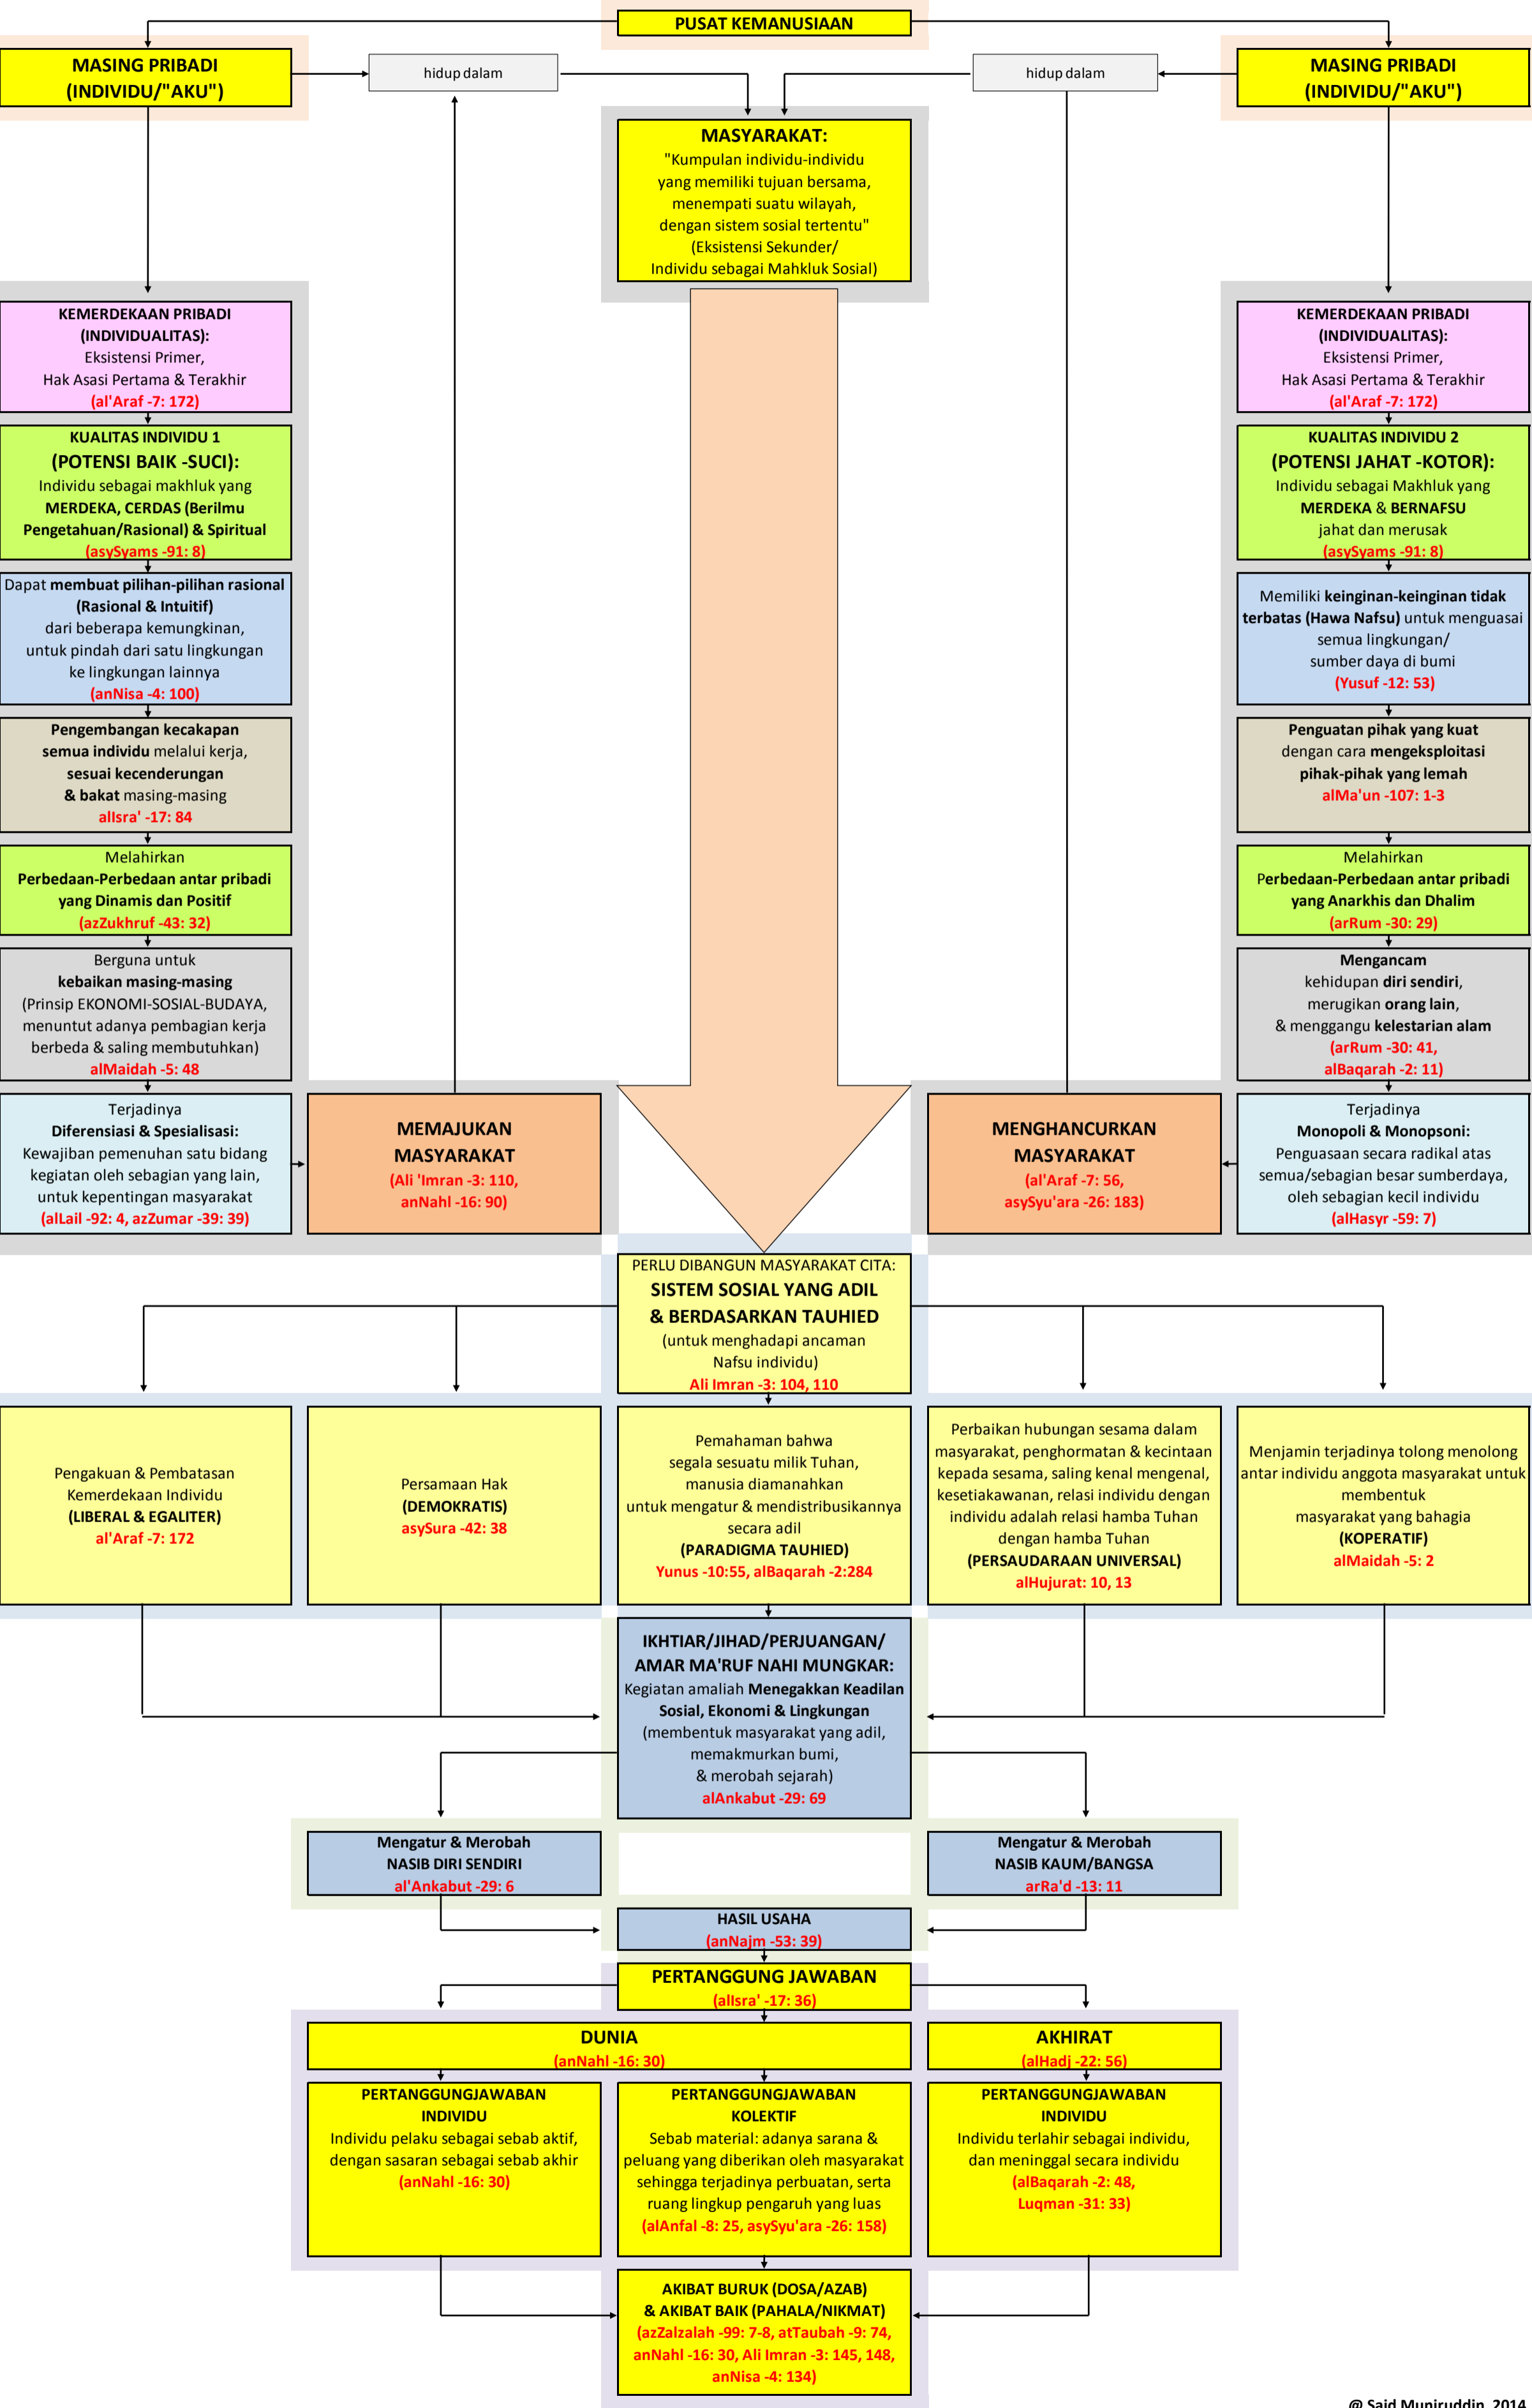 PUSAT KEMANUSIAAN
MASING PRIBADI
(INDIVIDU/"AKU")
hidup dalam
hidup dalam
MASING PRIBADI
(INDIVIDU/"AKU")
MASYARAKAT:
"Kumpulan individu-individu
yang memiliki tujuan bersama,
menempati suatu wilayah,
dengan sistem sosial tertentu"
(Eksistensi Sekunder/
Individu sebagai Mahkluk Sosial)
KEMERDEKAAN PRIBADI
(INDIVIDUALITAS):
Eksistensi Primer,
Hak Asasi Pertama & Terakhir
(al'Araf -7: 172)
KUALITAS INDIVIDU 1
(POTENSI BAIK -SUCI):
Individu sebagai makhluk yang
MERDEKA, CERDAS (Berilmu
Pengetahuan/Rasional) & Spiritual
(asySyams -91: 8)
Dapat membuat pilihan-pilihan rasional
(Rasional & Intuitif)
dari beberapa kemungkinan,
untuk pindah dari satu lingkungan
ke lingkungan lainnya
(anNisa -4: 100)
Pengembangan kecakapan
semua individu melalui kerja,
sesuai kecenderungan
& bakat masing-masing
alIsra' -17: 84
Melahirkan
Perbedaan-Perbedaan antar pribadi
yang Dinamis dan Positif
(azZukhruf -43: 32)
Berguna untuk
kebaikan masing-masing
(Prinsip EKONOMI-SOSIAL-BUDAYA,
menuntut adanya pembagian kerja
berbeda & saling membutuhkan)
alMaidah -5: 48
Terjadinya
Diferensiasi & Spesialisasi:
Kewajiban pemenuhan satu bidang
kegiatan oleh sebagian yang lain,
untuk kepentingan masyarakat
(alLail -92: 4, azZumar -39: 39)
MEMAJUKAN
MASYARAKAT
(Ali 'Imran -3: 110,
anNahl -16: 90)
KEMERDEKAAN PRIBADI
(INDIVIDUALITAS):
Eksistensi Primer,
Hak Asasi Pertama & Terakhir
(al'Araf -7: 172)
KUALITAS INDIVIDU 2
(POTENSI JAHAT -KOTOR):
Individu sebagai Makhluk yang
MERDEKA & BERNAFSU
jahat dan merusak
(asySyams -91: 8)
Memiliki keinginan-keinginan tidak
terbatas (Hawa Nafsu) untuk menguasai
semua lingkungan/
sumber daya di bumi
(Yusuf -12: 53)
Penguatan pihak yang kuat
dengan cara mengeksploitasi
pihak-pihak yang lemah
alMa'un -107: 1-3
Melahirkan
Perbedaan-Perbedaan antar pribadi
yang Anarkhis dan Dhalim
(arRum -30: 29)
Mengancam
kehidupan diri sendiri,
merugikan orang lain,
& menggangu kelestarian alam
(arRum -30: 41,
alBaqarah -2: 11)
Terjadinya
Monopoli & Monopsoni:
Penguasaan secara radikal atas
semua/sebagian besar sumberdaya,
oleh sebagian kecil individu
(alHasyr -59: 7)
MENGHANCURKAN
MASYARAKAT
(al'Araf -7: 56,
asySyu'ara -26: 183)
PERLU DIBANGUN MASYARAKAT CITA:
SISTEM SOSIAL YANG ADIL
& BERDASARKAN TAUHIED
(untuk menghadapi ancaman
Nafsu individu)
Ali Imran -3: 104, 110
Pengakuan & Pembatasan
Kemerdekaan Individu
(LIBERAL & EGALITER)
al'Araf -7: 172
Persamaan Hak
(DEMOKRATIS)
asySura -42: 38
Pemahaman bahwa
segala sesuatu milik Tuhan,
manusia diamanahkan
untuk mengatur & mendistribusikannya
secara adil
(PARADIGMA TAUHIED)
Yunus -10:55, alBaqarah -2:284
Perbaikan hubungan sesama dalam
masyarakat, penghormatan & kecintaan
kepada sesama, saling kenal mengenal,
kesetiakawanan, relasi individu dengan
individu adalah relasi hamba Tuhan
dengan hamba Tuhan
(PERSAUDARAAN UNIVERSAL)
alHujurat: 10, 13
Menjamin terjadinya tolong menolong
antar individu anggota masyarakat untuk
membentuk
masyarakat yang bahagia
(KOPERATIF)
alMaidah -5: 2
IKHTIAR/JIHAD/PERJUANGAN/
AMAR MA'RUF NAHI MUNGKAR:
Kegiatan amaliah Menegakkan Keadilan
Sosial, Ekonomi & Lingkungan
(membentuk masyarakat yang adil,
memakmurkan bumi,
& merobah sejarah)
alAnkabut -29: 69
Mengatur & Merobah
NASIB DIRI SENDIRI
al'Ankabut -29: 6
Mengatur & Merobah
NASIB KAUM/BANGSA
arRa'd -13: 11
HASIL USAHA
(anNajm -53: 39)
PERTANGGUNG JAWABAN
(alIsra' -17: 36)
DUNIA
(anNahl -16: 30)
AKHIRAT
(alHadj -22: 56)
PERTANGGUNGJAWABAN
INDIVIDU
Individu pelaku sebagai sebab aktif,
dengan sasaran sebagai sebab akhir
(anNahl -16: 30)
PERTANGGUNGJAWABAN
KOLEKTIF
Sebab material: adanya sarana &
peluang yang diberikan oleh masyarakat
sehingga terjadinya perbuatan, serta
ruang lingkup pengaruh yang luas
(alAnfal -8: 25, asySyu'ara -26: 158)
PERTANGGUNGJAWABAN
INDIVIDU
Individu terlahir sebagai individu,
dan meninggal secara individu
(alBaqarah -2: 48,
Luqman -31: 33)
AKIBAT BURUK (DOSA/AZAB)
& AKIBAT BAIK (PAHALA/NIKMAT)
(azZalzalah -99: 7-8, atTaubah -9: 74,
anNahl -16: 30, Ali Imran -3: 145, 148,
anNisa -4: 134)
@ Said Muniruddin, 2014